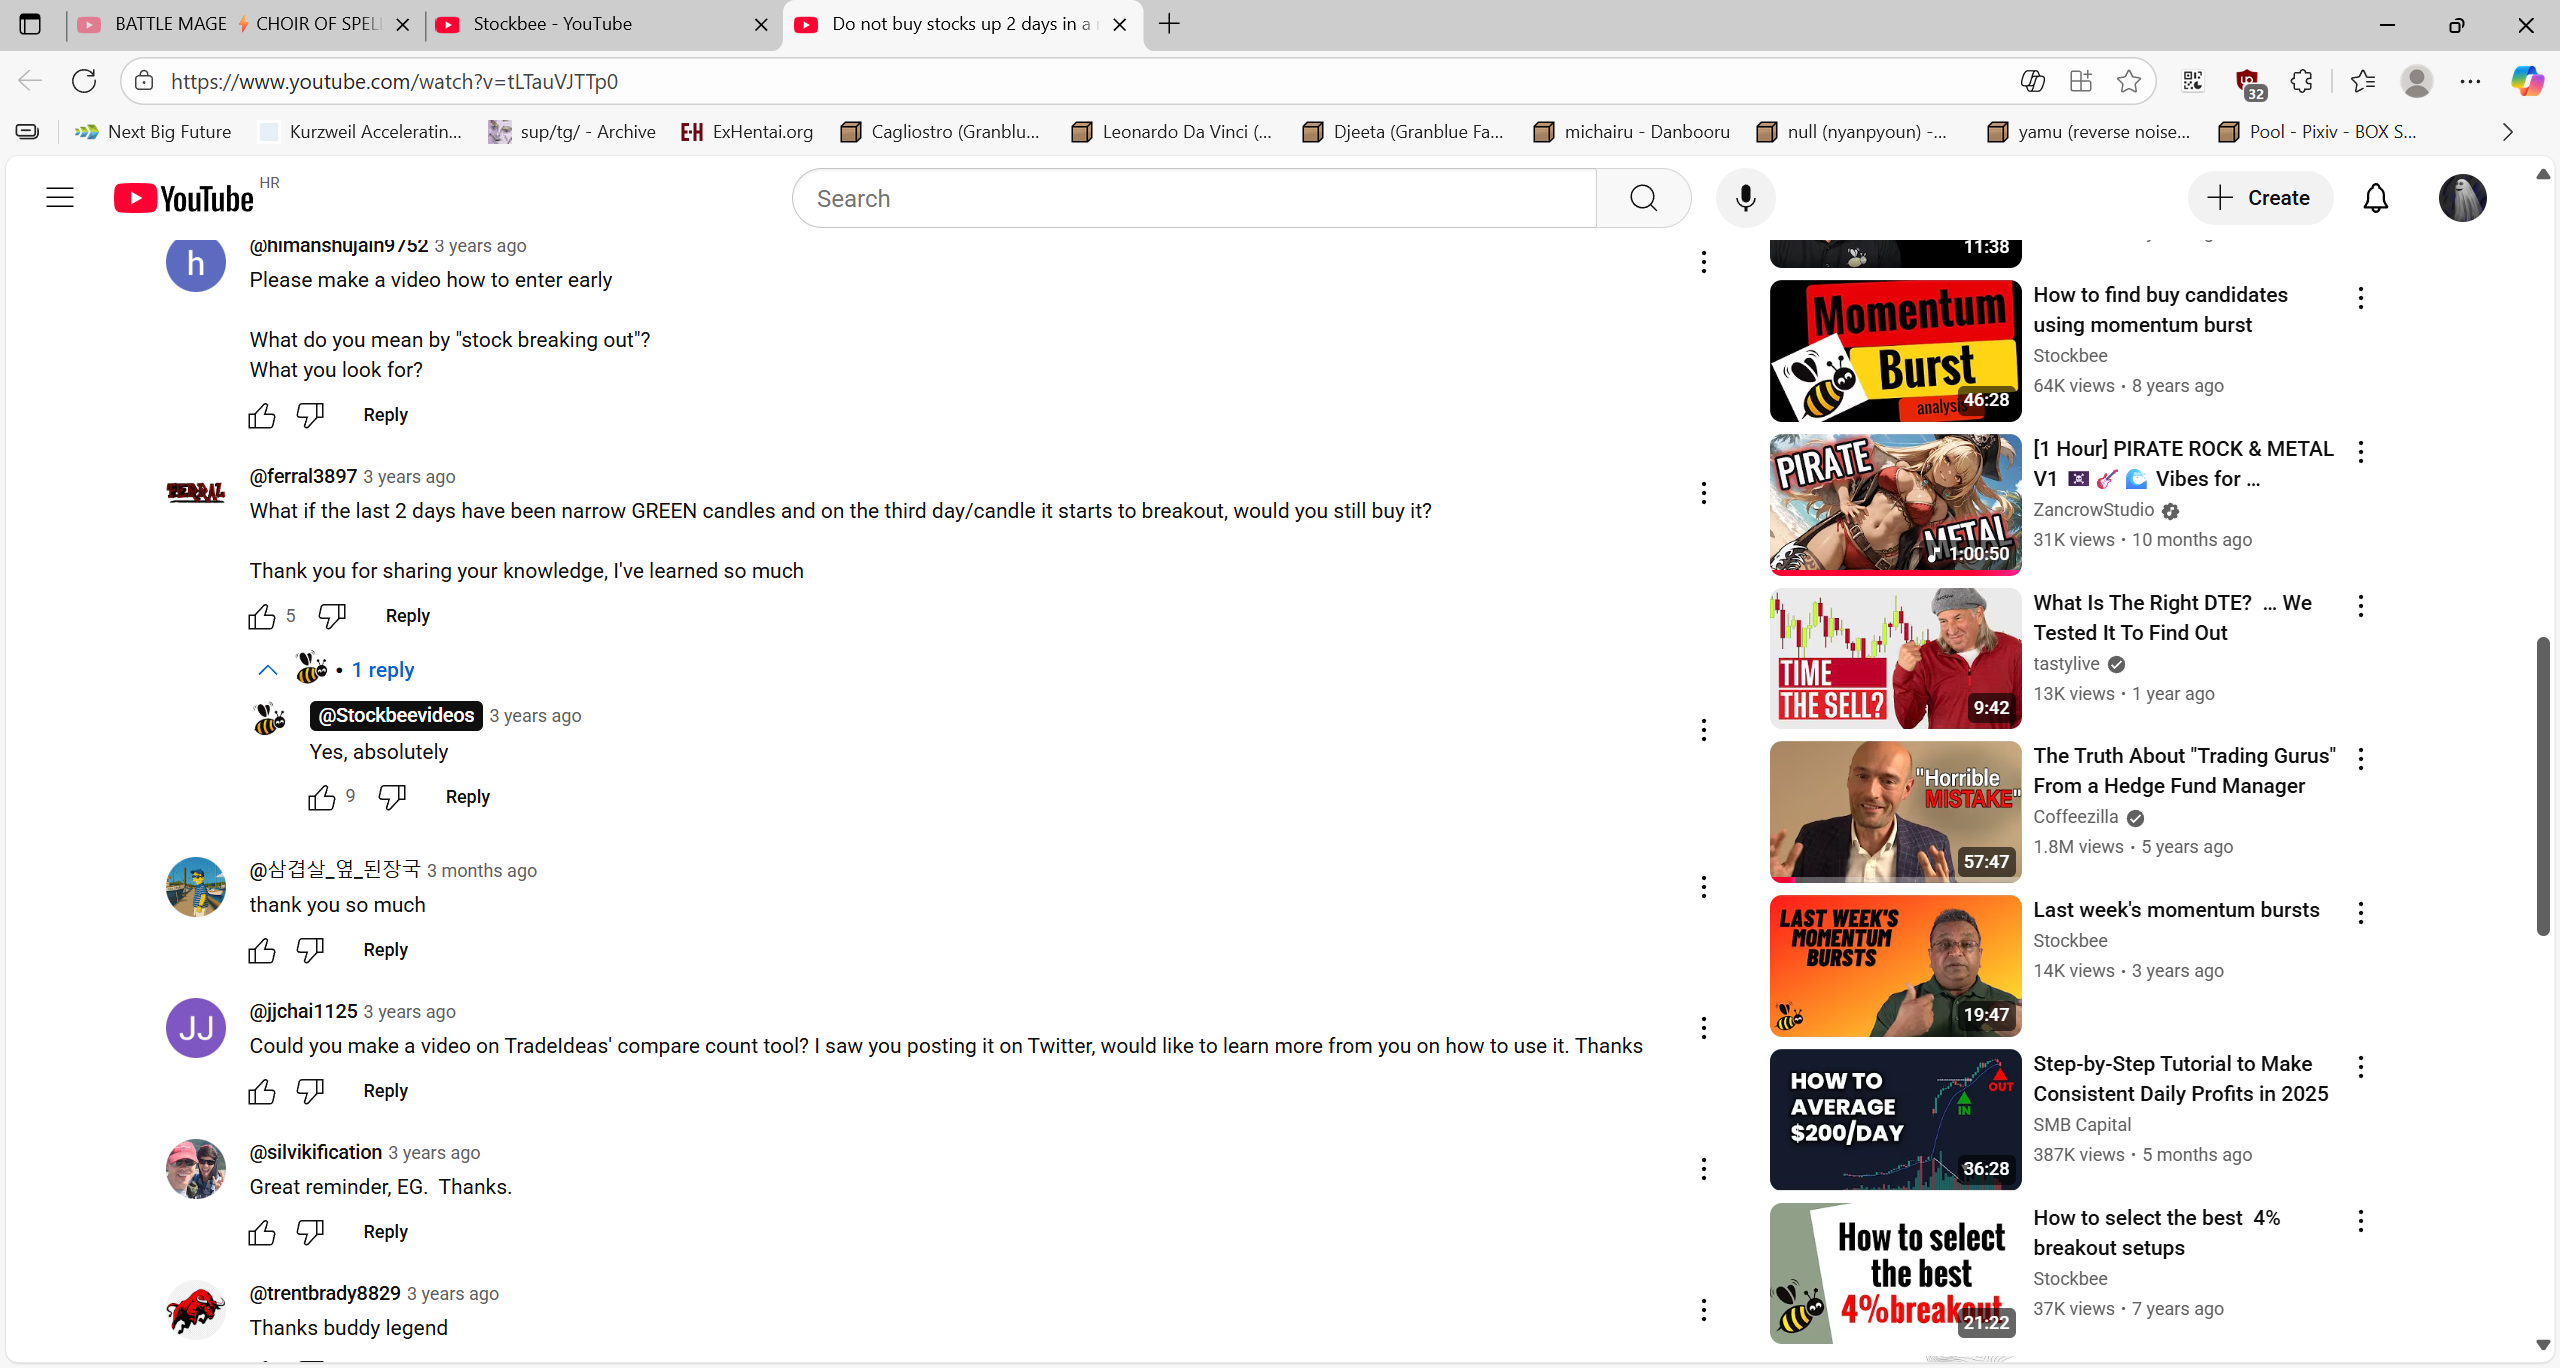 BATTLE MAGE ⚡ CHOIR OF SPEL
Stockbee - YouTube
Do not buy stocks up 2 days in a
https://www.youtube.com/watch?v=tLTauVJTTp0
32
Next Big Future
Kurzweil Acceleratin...
sup/tg/ - Archive
E-H ExHentai.org
Cagliostro (Granblu...
Leonardo Da Vinci (...
Djeeta (Granblue Fa...
michairu - Danbooru
null (nyanpyoun) -...
yamu (reverse noise...
Pool - Pixiv - BOX S...
YouTube HR
Search
Create
@himanshujain9752 3 years ago
Please make a video how to enter early
What do you mean by "stock breaking out"?
What you look for?
Reply
@ferral3897 3 years ago
What if the last 2 days have been narrow GREEN candles and on the third day/candle it starts to breakout, would you still buy it?
Thank you for sharing your knowledge, I've learned so much
5 Reply
• 1 reply
@Stockbeevideos 3 years ago
Yes, absolutely
9 Reply
@삼겹살_옆_된장국 3 months ago
thank you so much
Reply
JJ
@jjchai1125 3 years ago
Could you make a video on TradeIdeas' compare count tool? I saw you posting it on Twitter, would like to learn more from you on how to use it. Thanks
Reply
@silvikification 3 years ago
Great reminder, EG.  Thanks.
Reply
@trentbrady8829 3 years ago
Thanks buddy legend
h
FERRAL
11:38
Momentum
Burst
analysis
46:28
How to find buy candidates
using momentum burst
Stockbee
64K views • 8 years ago
PIRATE
METAL
1:00:50
[1 Hour] PIRATE ROCK & METAL
V1 🏴‍☠️ 🎸 🌊 Vibes for ...
ZancrowStudio
31K views • 10 months ago
TIME
THE SELL?
9:42
What Is The Right DTE?  ... We
Tested It To Find Out
tastylive
13K views • 1 year ago
"Horrible
MISTAKE"
57:47
The Truth About "Trading Gurus"
From a Hedge Fund Manager
Coffeezilla
1.8M views • 5 years ago
LAST WEEK'S
MOMENTUM
BURSTS
19:47
Last week's momentum bursts
Stockbee
14K views • 3 years ago
HOW TO
AVERAGE
$200/DAY
OUT
IN
36:28
Step-by-Step Tutorial to Make
Consistent Daily Profits in 2025
SMB Capital
387K views • 5 months ago
How to select
the best
4%breakout
21:22
How to select the best  4%
breakout setups
Stockbee
37K views • 7 years ago